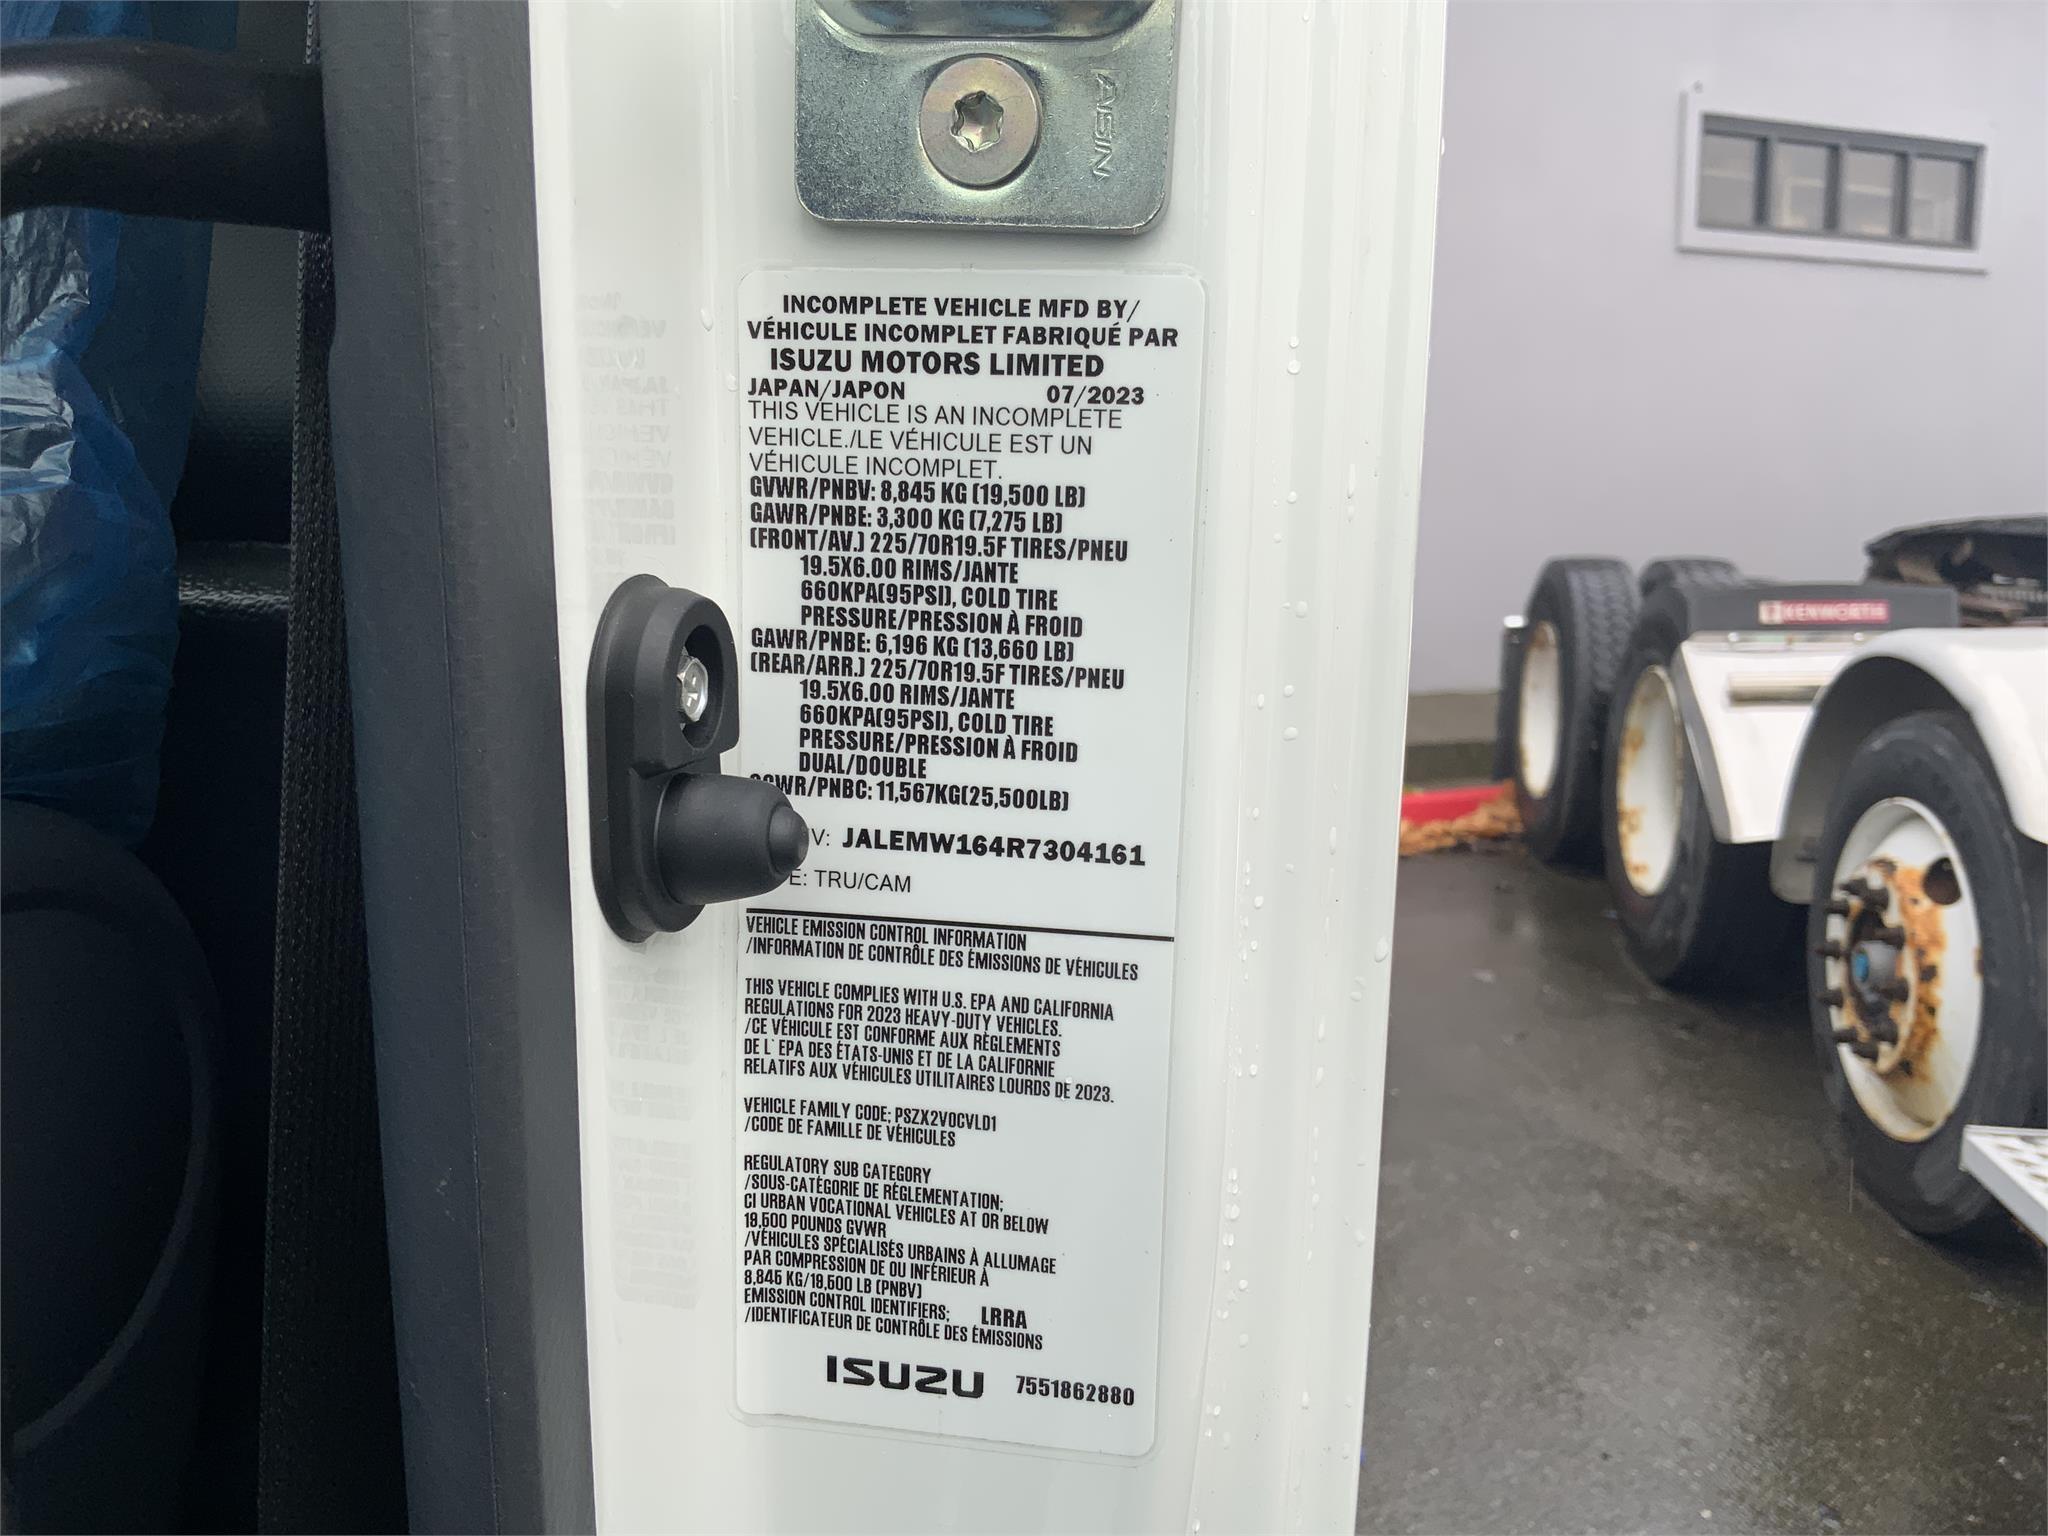 AISIN
INCOMPLETE VEHICLE MFD BY/
VÉHICULE INCOMPLET FABRIQUÉ PAR
ISUZU MOTORS LIMITED
JAPAN/JAPON 07/2023
THIS VEHICLE IS AN INCOMPLETE
VEHICLE./LE VÉHICULE EST UN
VÉHICULE INCOMPLET.
GVWR/PNBV: 8,845 KG (19,500 LB)
GAWR/PNBE: 3,300 KG (7,275 LB)
(FRONT/AV.) 225/70R19.5F TIRES/PNEU
19.5X6.00 RIMS/JANTE
660KPA(95PSI), COLD TIRE
PRESSURE/PRESSION À FROID
GAWR/PNBE: 6,196 KG (13,660 LB)
(REAR/ARR.) 225/70R19.5F TIRES/PNEU
19.5X6.00 RIMS/JANTE
660KPA(95PSI), COLD TIRE
PRESSURE/PRESSION À FROID
DUAL/DOUBLE
GCWR/PNBC: 11,567KG(25,500LB)
V: JALEMW164R7304161
E: TRU/CAM
VEHICLE EMISSION CONTROL INFORMATION
/INFORMATION DE CONTRÔLE DES ÉMISSIONS DE VÉHICULES
THIS VEHICLE COMPLIES WITH U.S. EPA AND CALIFORNIA
REGULATIONS FOR 2023 HEAVY-DUTY VEHICLES.
/CE VÉHICULE EST CONFORME AUX RÈGLEMENTS
DE L'EPA DES ÉTATS-UNIS ET DE LA CALIFORNIE
RELATIFS AUX VÉHICULES UTILITAIRES LOURDS DE 2023.
VEHICLE FAMILY CODE; PSZX2VOCVLD1
/CODE DE FAMILLE DE VÉHICULES
REGULATORY SUB CATEGORY
/SOUS-CATÉGORIE DE RÉGLEMENTATION;
CI URBAN VOCATIONAL VEHICLES AT OR BELOW
19,500 POUNDS GVWR
/VÉHICULES SPÉCIALISÉS URBAINS À ALLUMAGE
PAR COMPRESSION DE OU INFÉRIEUR À
8,845 KG/19,500 LB (PNBV)
EMISSION CONTROL IDENTIFIERS; LRRA
/IDENTIFICATEUR DE CONTRÔLE DES ÉMISSIONS
ISUZU 7551862880
KENWORTH